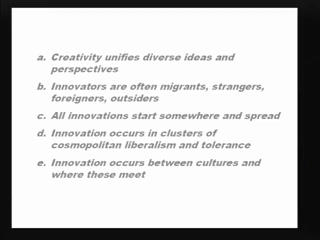 a. Creativity unifies diverse ideas and
perspectives
b. Innovators are often migrants, strangers,
foreigners, outsiders
c. All innovations start somewhere and spread
d. Innovation occurs in clusters of
cosmopolitan liberalism and tolerance
e. Innovation occurs between cultures and
where these meet